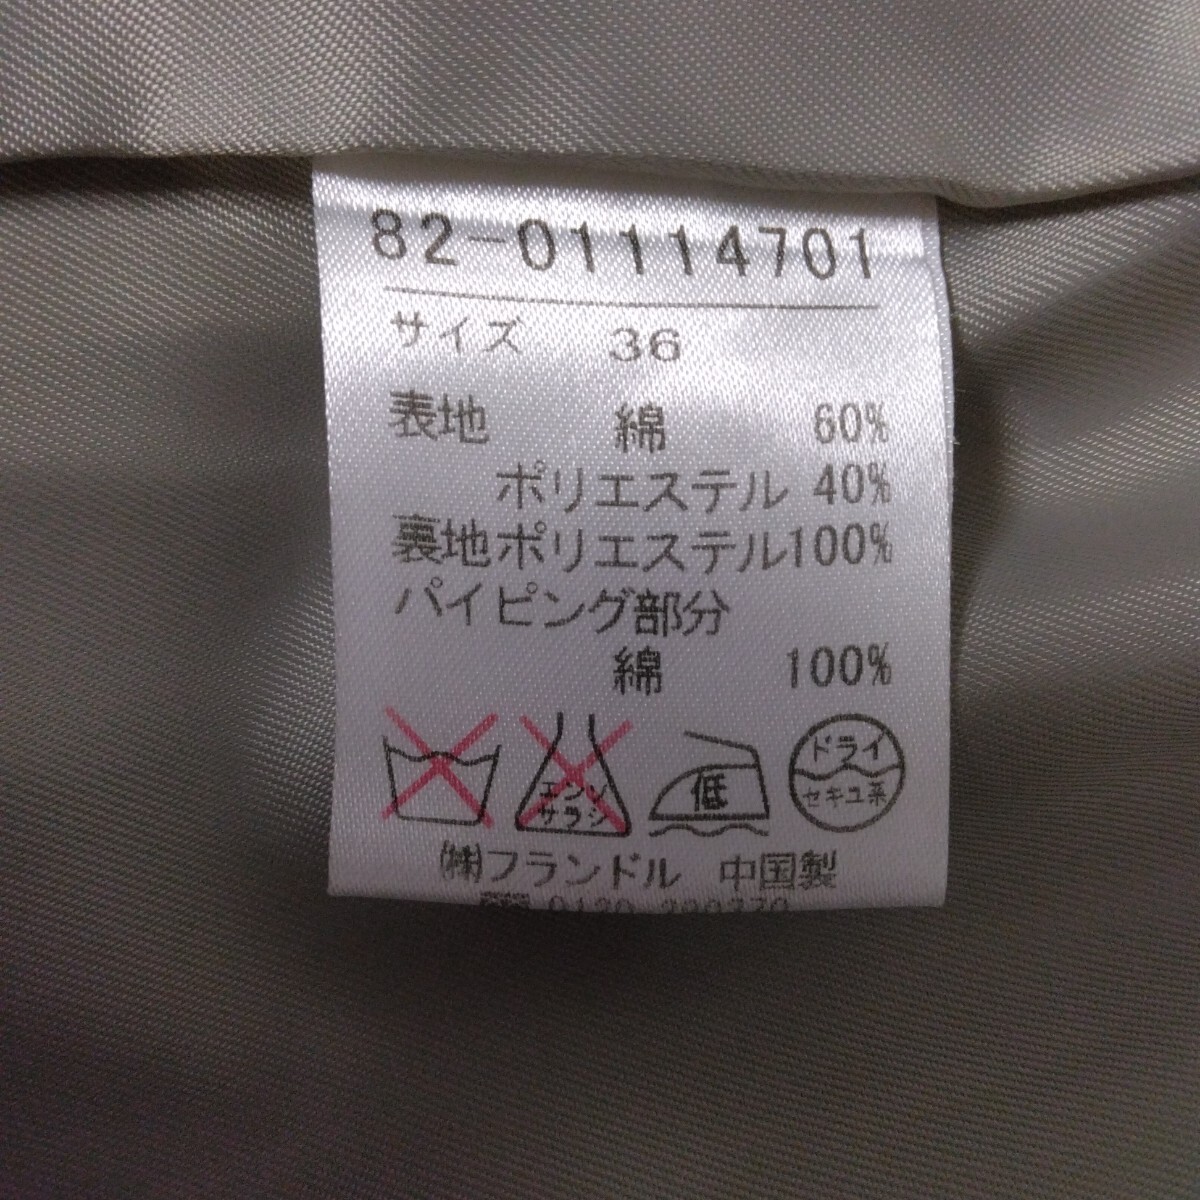 82-01114701
サイズ 36
表地 綿 60%
ポリエステル 40%
裏地ポリエステル100%
パイピング部分
綿 100%
エンソ
サラシ
低
ドライ
セキユ系
㈱フランドル 中国製